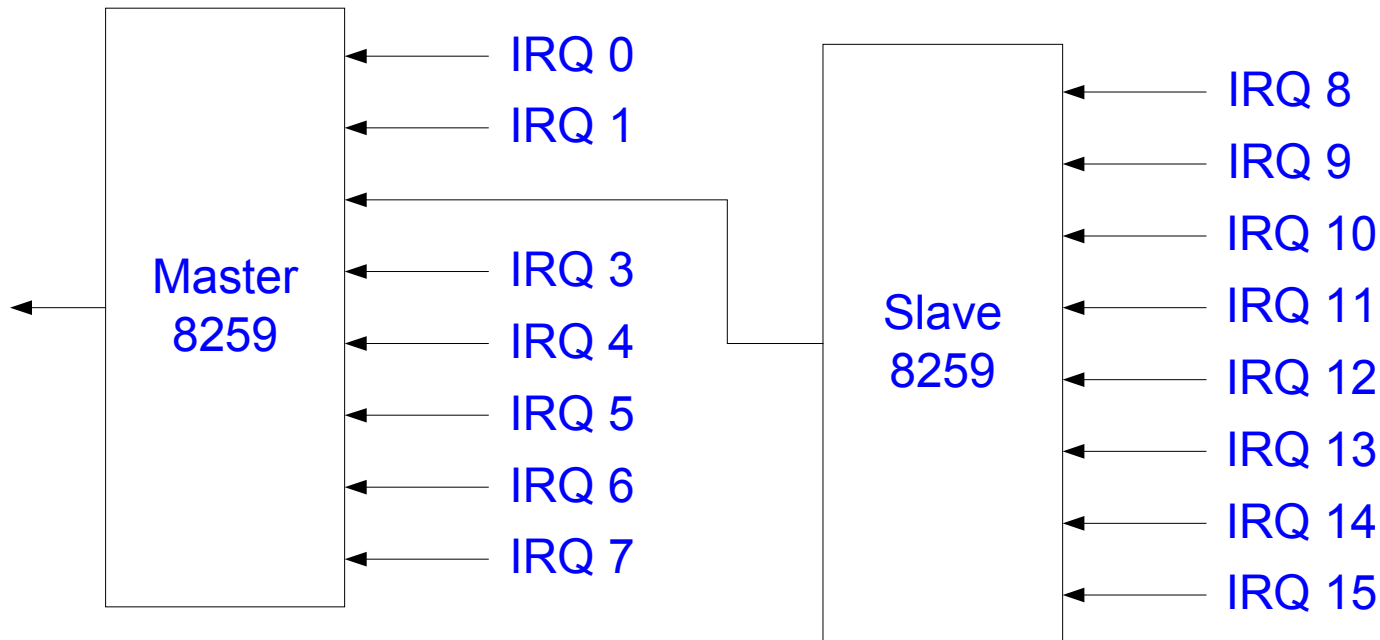 IRQ 0
IRQ 1
IRQ 3
IRQ 4
IRQ 5
IRQ 6
IRQ 7
Master
8259
IRQ 8
IRQ 9
IRQ 10
IRQ 11
IRQ 12
IRQ 13
IRQ 14
IRQ 15
Slave
8259